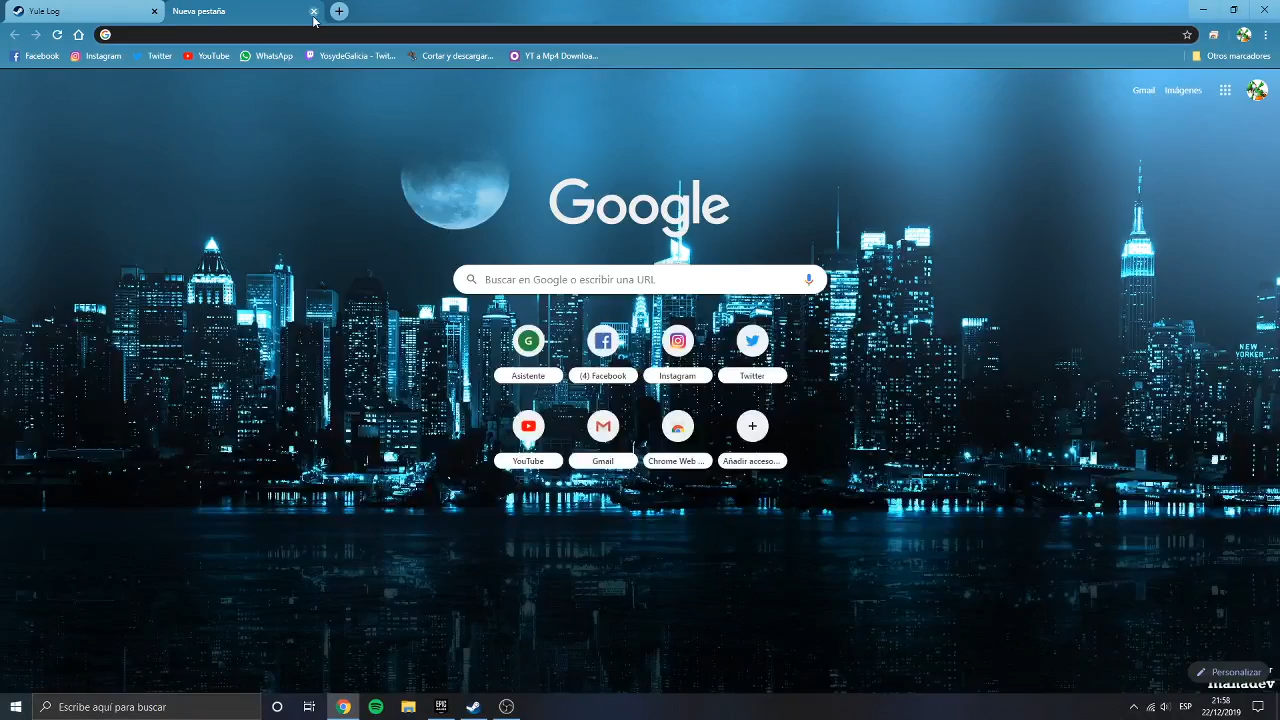 Yule Log
Nueva pestaña
Facebook
Instagram
Twitter
YouTube
WhatsApp
YosydeGalicia - Twit...
Cortar y descargar...
YT a Mp4 Downloa...
Otros marcadores
Gmail
Imágenes
Google
Buscar en Google o escribir una URL
G
Asistente
(4) Facebook
Instagram
Twitter
YouTube
Gmail
Chrome Web ...
Añadir acceso...
NEW
YORKER
Personalizar
Escribe aquí para buscar
EPIC
ESP
21:58
22/12/2019